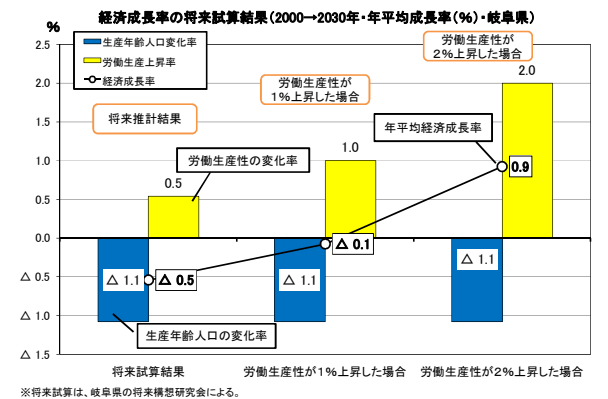 経済成長率の将来試算結果(2000→2030年・年平均成長率(%)・岐阜県)
%
生産年齢人口変化率
労働生産上昇率
経済成長率
将来推計結果
労働生産性が
1%上昇した場合
労働生産性が
2%上昇した場合
労働生産性の変化率
年平均経済成長率
生産年齢人口の変化率
2.5
2.0
1.5
1.0
0.5
0.0
△ 0.5
△ 1.0
△ 1.5
0.5
1.0
2.0
△ 1.1
△ 0.5
△ 1.1
△ 0.1
△ 1.1
0.9
将来試算結果
労働生産性が1%上昇した場合
労働生産性が2%上昇した場合
※将来試算は、岐阜県の将来構想研究会による。